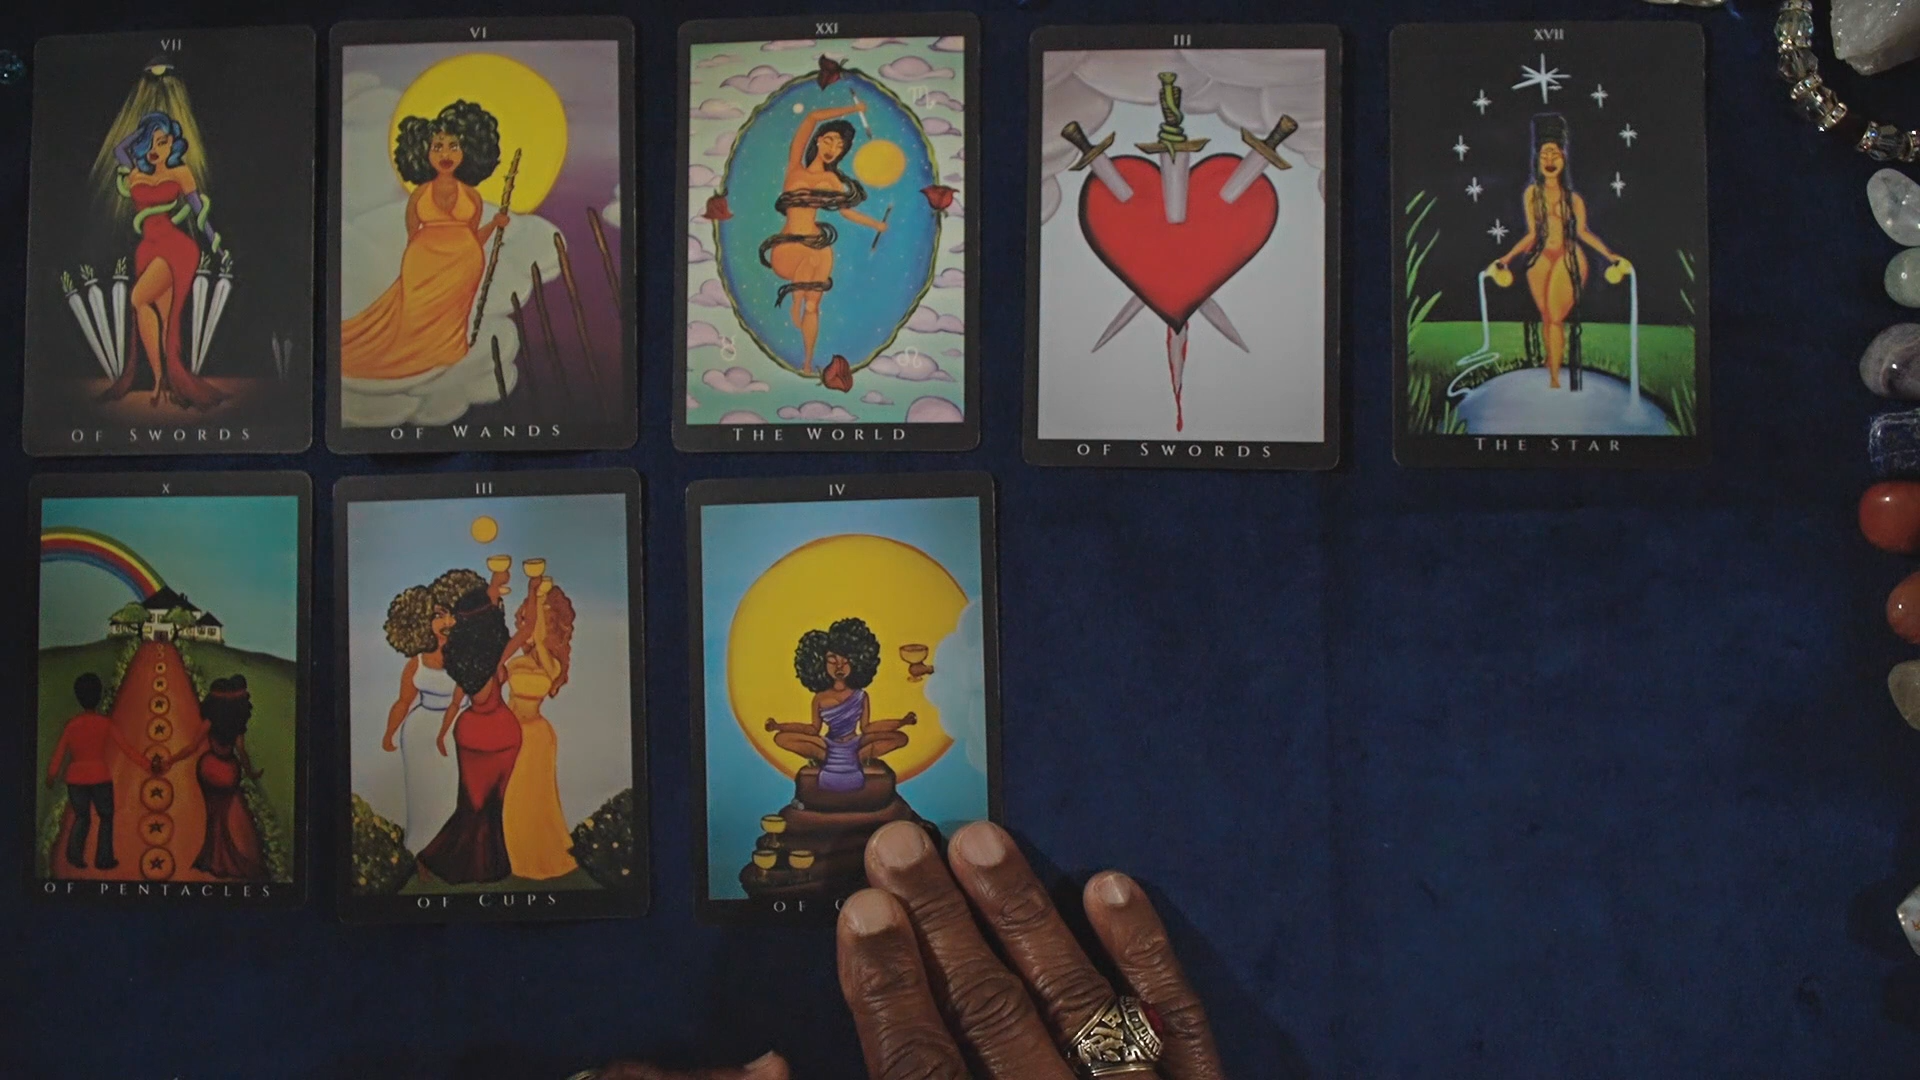 VII
OF SWORDS
VI
OF WANDS
XXI
THE WORLD
III
OF SWORDS
XVII
THE STAR
X
OF PENTACLES
III
OF CUPS
IV
OF